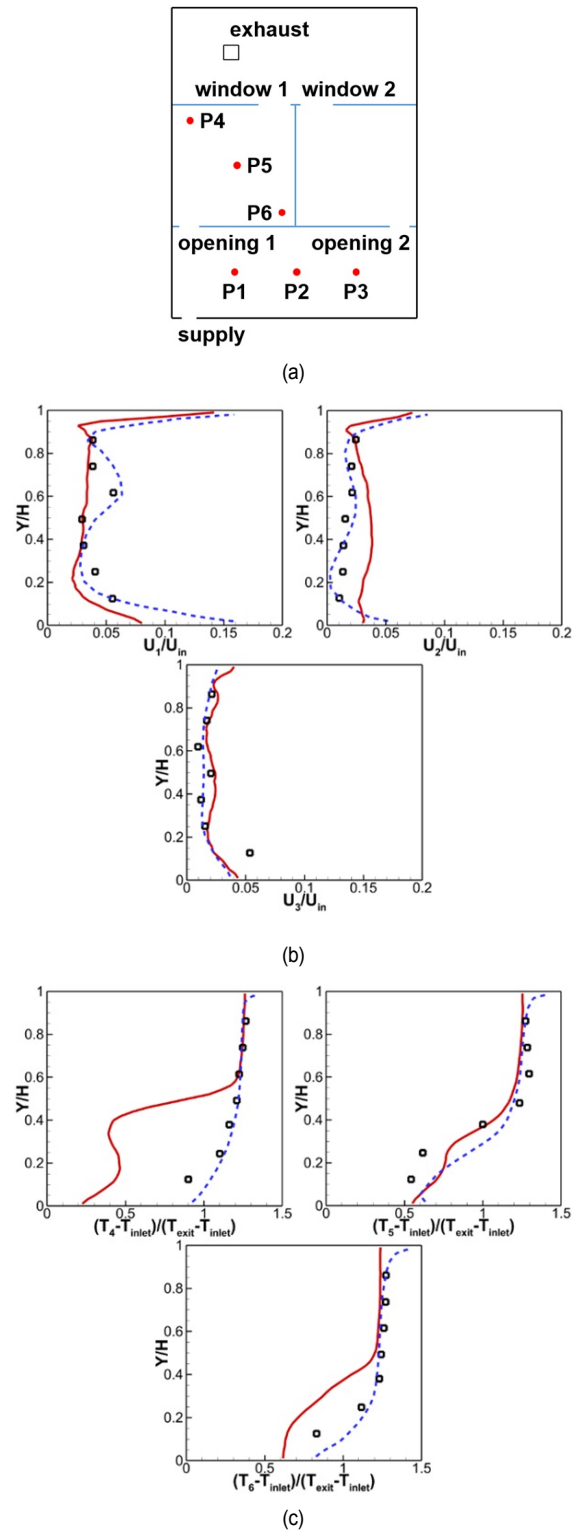 exhaust
window 1 window 2
P4
P5
P6
opening 1 opening 2
P1 P2 P3
supply
(a)
1 1
0.8 0.8
0.6 0.6
Y/H Y/H
0.4 0.4
0.2 0.2
0 0
0 0.05 0.1 0.15 0.2 0 0.05 0.1 0.15 0.2
U1/Uin U2/Uin
1
0.8
0.6
Y/H
0.4
0.2
0
0 0.05 0.1 0.15 0.2
U3/Uin
(b)
1 1
0.8 0.8
0.6 0.6
Y/H Y/H
0.4 0.4
0.2 0.2
0 0
0 0.5 1 1.5 0 0.5 1 1.5
(T4-Tinlet)/(Texit-Tinlet) (T5-Tinlet)/(Texit-Tinlet)
1
0.8
0.6
Y/H
0.4
0.2
0
0 0.5 1 1.5
(T6-Tinlet)/(Texit-Tinlet)
(c)